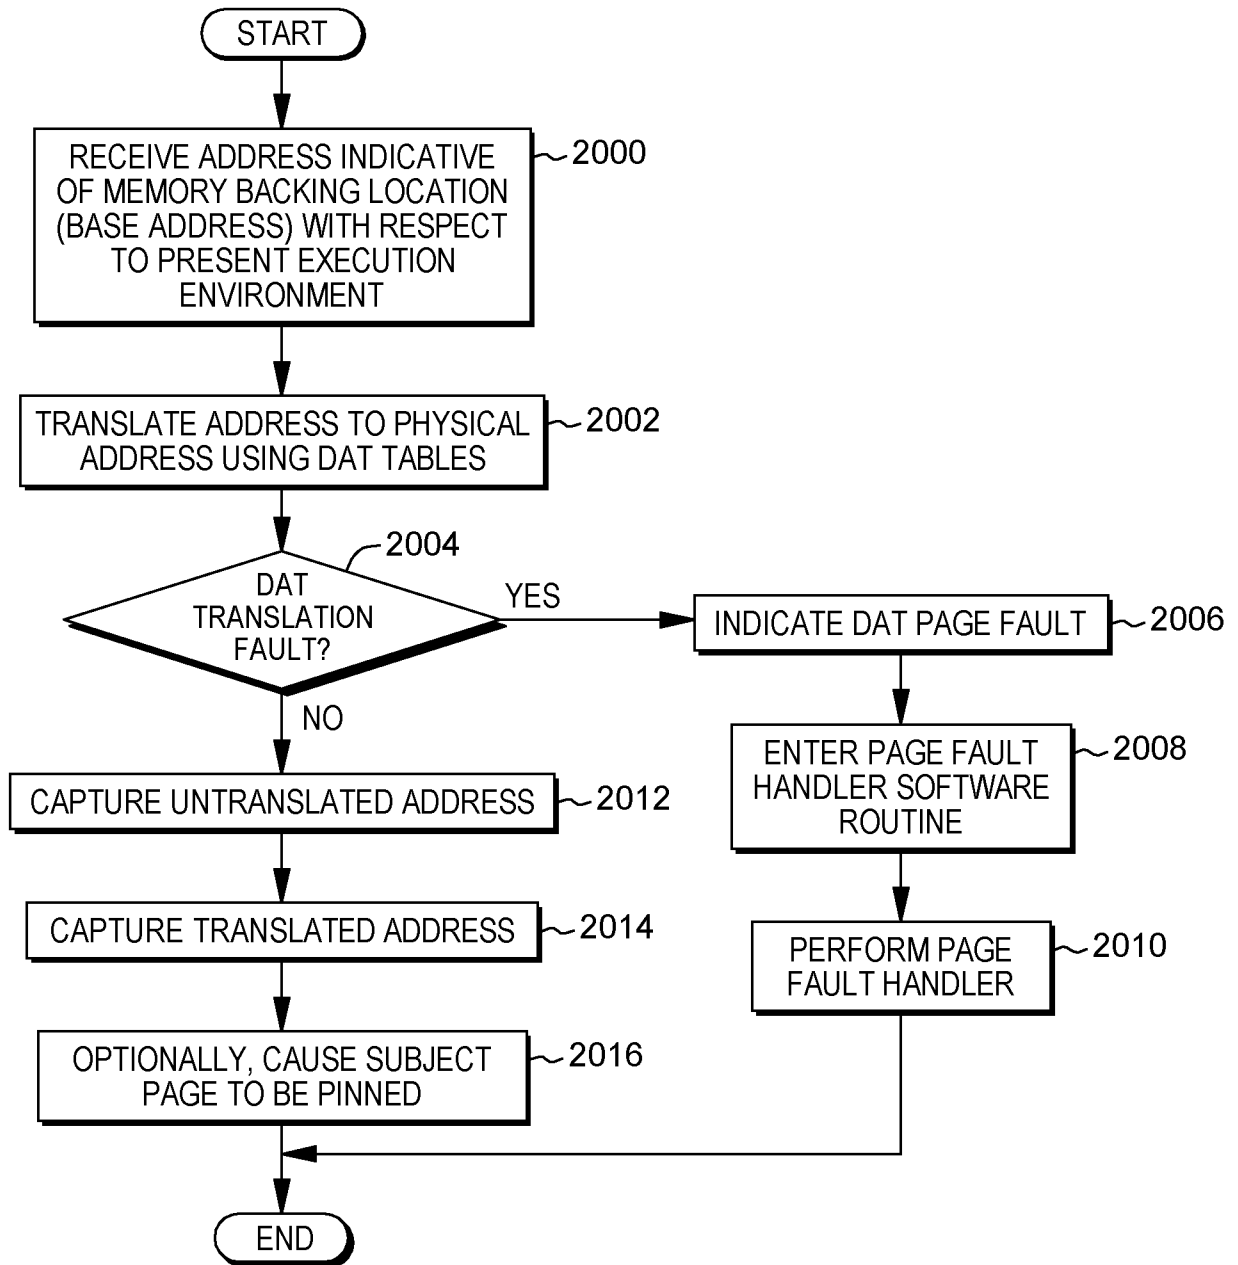 START
RECEIVE ADDRESS INDICATIVE
OF MEMORY BACKING LOCATION
(BASE ADDRESS) WITH RESPECT
TO PRESENT EXECUTION
ENVIRONMENT
2000
TRANSLATE ADDRESS TO PHYSICAL
ADDRESS USING DAT TABLES
2002
DAT
TRANSLATION
FAULT?
2004
YES
NO
INDICATE DAT PAGE FAULT
2006
ENTER PAGE FAULT
HANDLER SOFTWARE
ROUTINE
2008
PERFORM PAGE
FAULT HANDLER
2010
CAPTURE UNTRANSLATED ADDRESS
2012
CAPTURE TRANSLATED ADDRESS
2014
OPTIONALLY, CAUSE SUBJECT
PAGE TO BE PINNED
2016
END